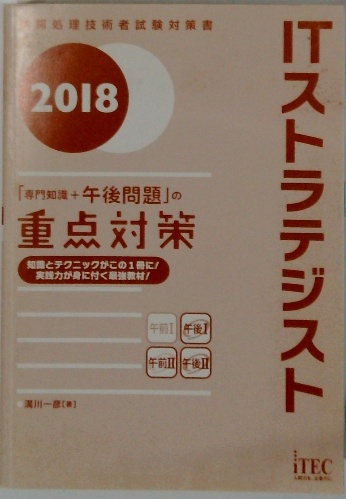 情報処理技術者試験対策書
2018
ITストラテジスト
「専門知識+午後問題」の
重点対策
知識とテクニックがこの1冊に!
実践力が身に付く最強教材!
午前I
午後I
午前II
午後II
満川一彦[著]
iTEC